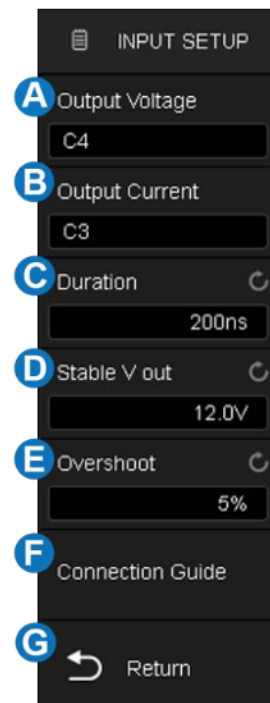 INPUT SETUP
A
Output Voltage
C4
B
Output Current
C3
C
Duration
200ns
D
Stable V out
12.0V
E
Overshoot
5%
F
Connection Guide
G
Return